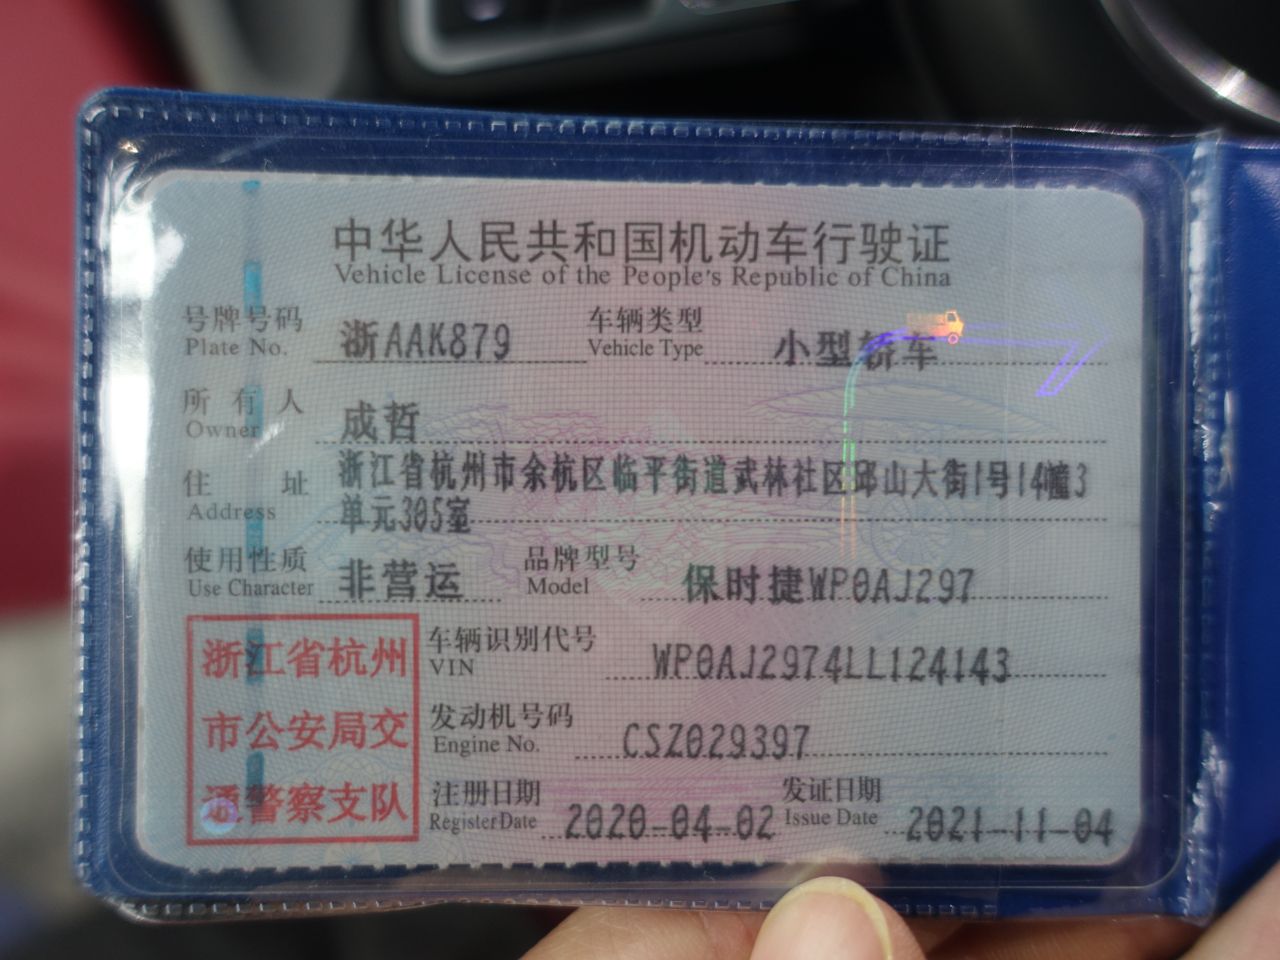 中华人民共和国机动车行驶证
Vehicle License of the People's Republic of China
号牌号码 浙AAK879 车辆类型 小型轿车
Plate No. Vehicle Type
所有人 成哲
Owner
住址 浙江省杭州市余杭区临平街道武林社区邱山大街1号14幢3
Address 单元305室
使用性质 非营运 品牌型号 保时捷WP0AJ297
Use Character Model
浙江省杭州
市公安局交
通警察支队
车辆识别代号 WP0AJ2974LL124143
VIN
发动机号码 CSZ029397
Engine No.
注册日期 2020-04-02 发证日期 2021-11-04
Register Date Issue Date